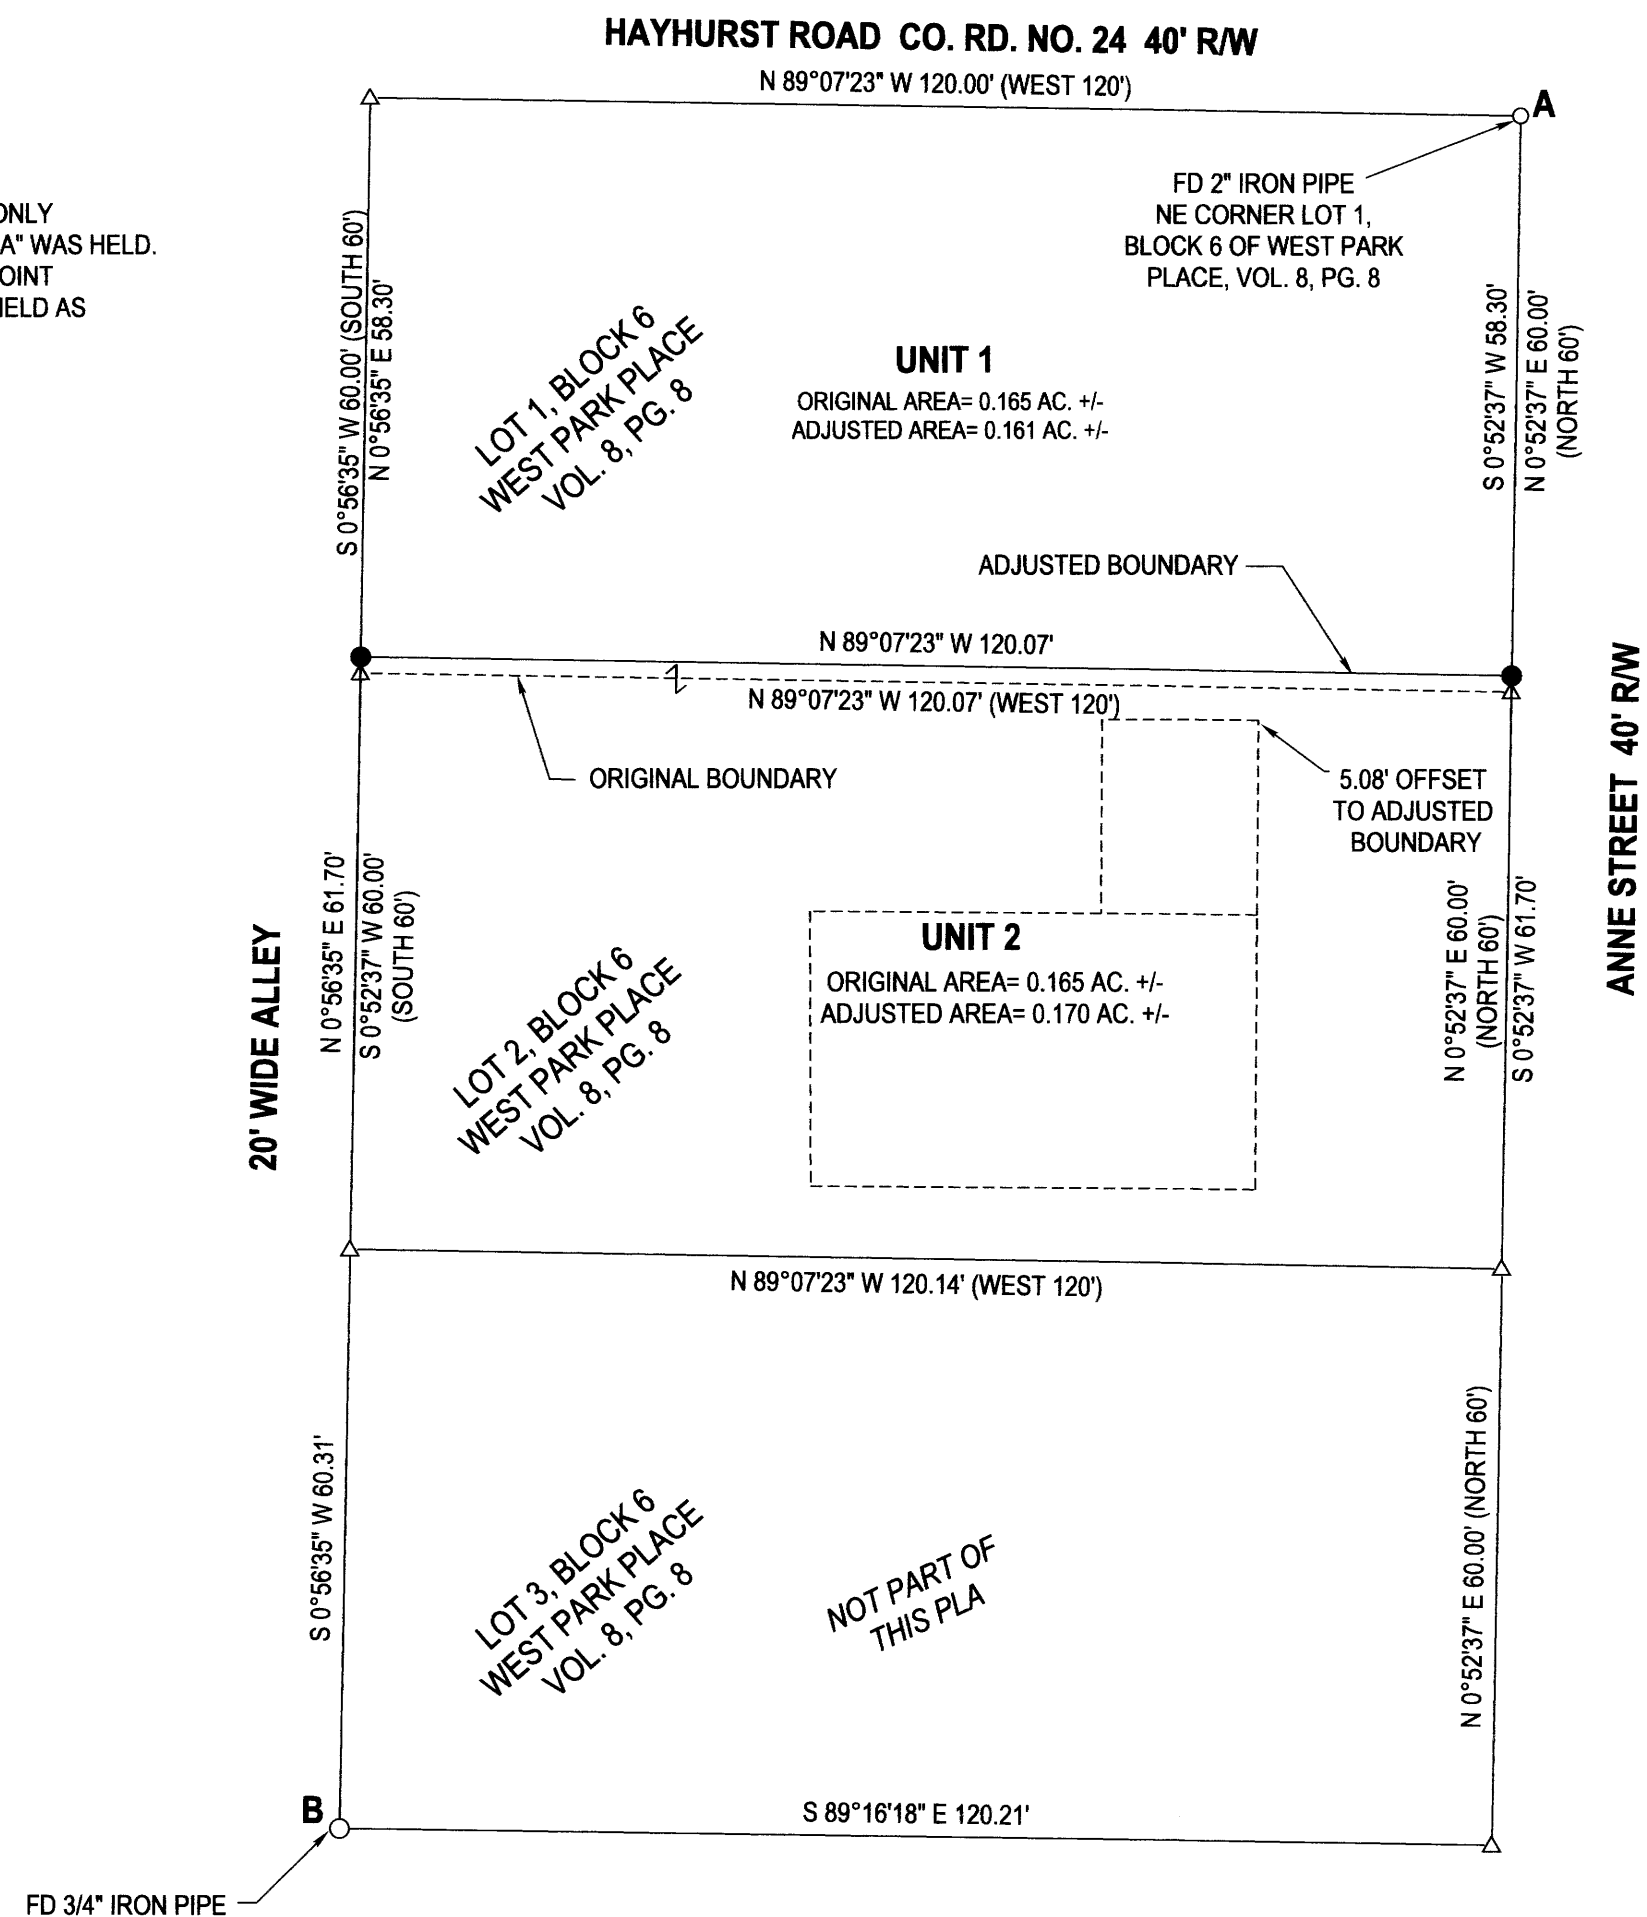 HAYHURST ROAD CO. RD. NO. 24 40' R/W
N 89°07'23" W 120.00' (WEST 120')
A
FD 2" IRON PIPE
NE CORNER LOT 1,
BLOCK 6 OF WEST PARK
PLACE, VOL. 8, PG. 8
ONLY
A" WAS HELD.
OINT
IELD AS
S 0°56'35" W 60.00' (SOUTH 60')
N 0°56'35" E 58.30'
LOT 1, BLOCK 6
WEST PARK PLACE
VOL. 8, PG. 8
UNIT 1
ORIGINAL AREA= 0.165 AC. +/-
ADJUSTED AREA= 0.161 AC. +/-
S 0°52'37" W 58.30'
N 0°52'37" E 60.00'
(NORTH 60')
ADJUSTED BOUNDARY
N 89°07'23" W 120.07'
N 89°07'23" W 120.07' (WEST 120')
ORIGINAL BOUNDARY
5.08' OFFSET
TO ADJUSTED
BOUNDARY
ANNE STREET 40' R/W
20' WIDE ALLEY
N 0°56'35" E 61.70'
S 0°52'37" W 60.00'
(SOUTH 60')
LOT 2, BLOCK 6
WEST PARK PLACE
VOL. 8, PG. 8
UNIT 2
ORIGINAL AREA= 0.165 AC. +/-
ADJUSTED AREA= 0.170 AC. +/-
N 0°52'37" E 60.00'
(NORTH 60')
S 0°52'37" W 61.70'
N 89°07'23" W 120.14' (WEST 120')
S 0°56'35" W 60.31'
LOT 3, BLOCK 6
WEST PARK PLACE
VOL. 8, PG. 8
NOT PART OF
THIS PLA
N 0°52'37" E 60.00' (NORTH 60')
B
S 89°16'18" E 120.21'
FD 3/4" IRON PIPE